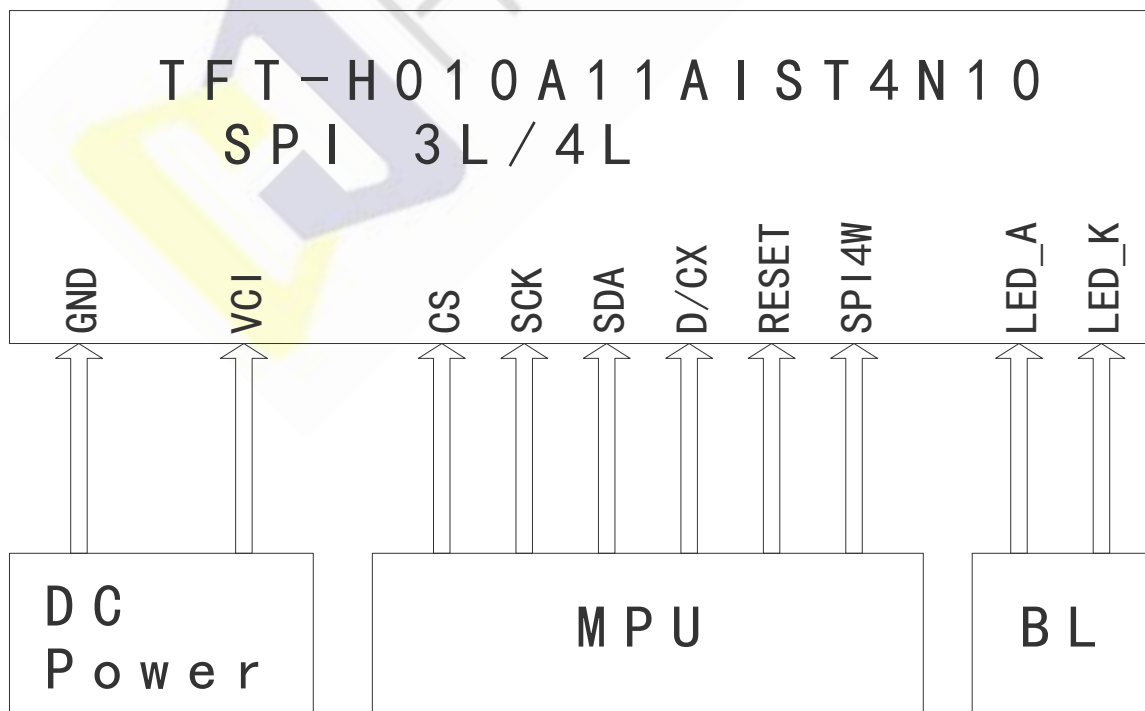 TFT-H010A11AIST4N10
SPI 3L/4L
GND
VCI
CS
SCK
SDA
D/CX
RESET
SPI4W
LED_A
LED_K
DC
Power
MPU
BL